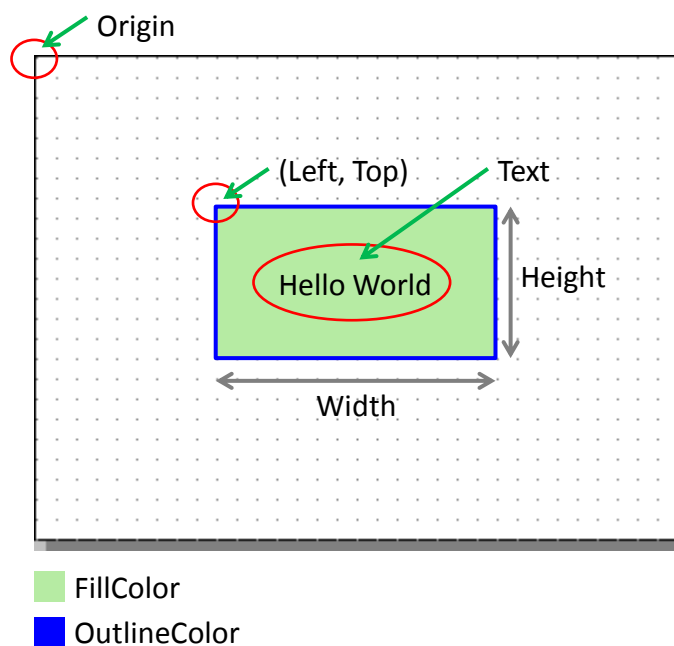 Origin
(Left, Top)
Text
Hello World
Height
Width
FillColor
OutlineColor